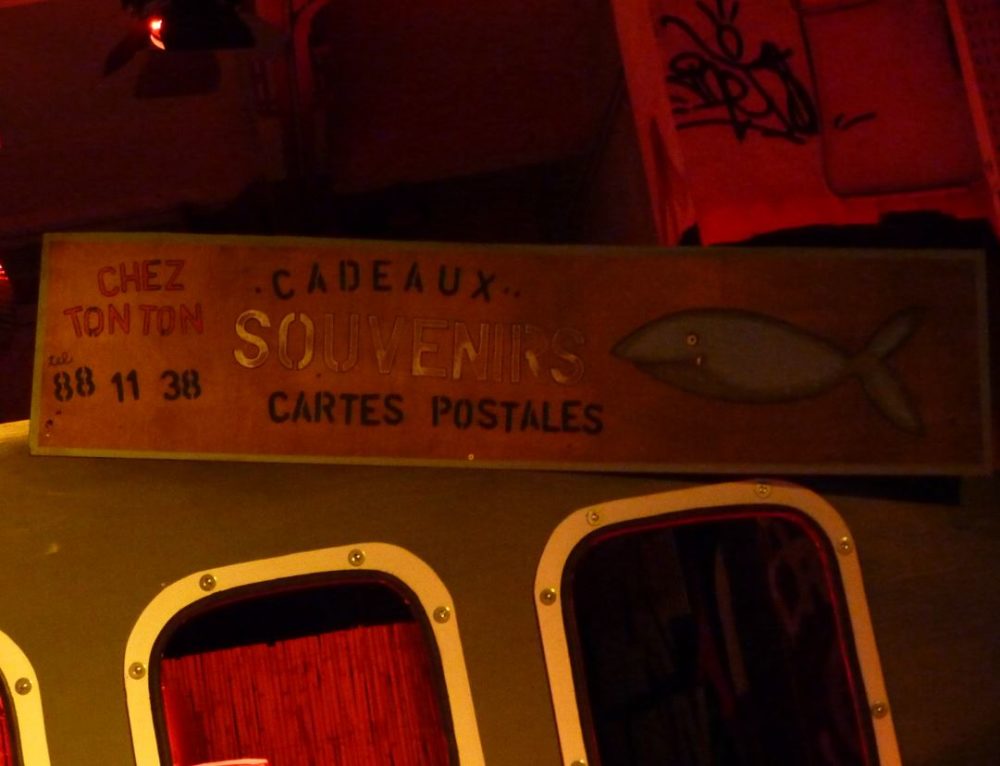 CHEZ
TONTON
tel
88 11 38
.CADEAUX..
SOUVENIRS
CARTES POSTALES